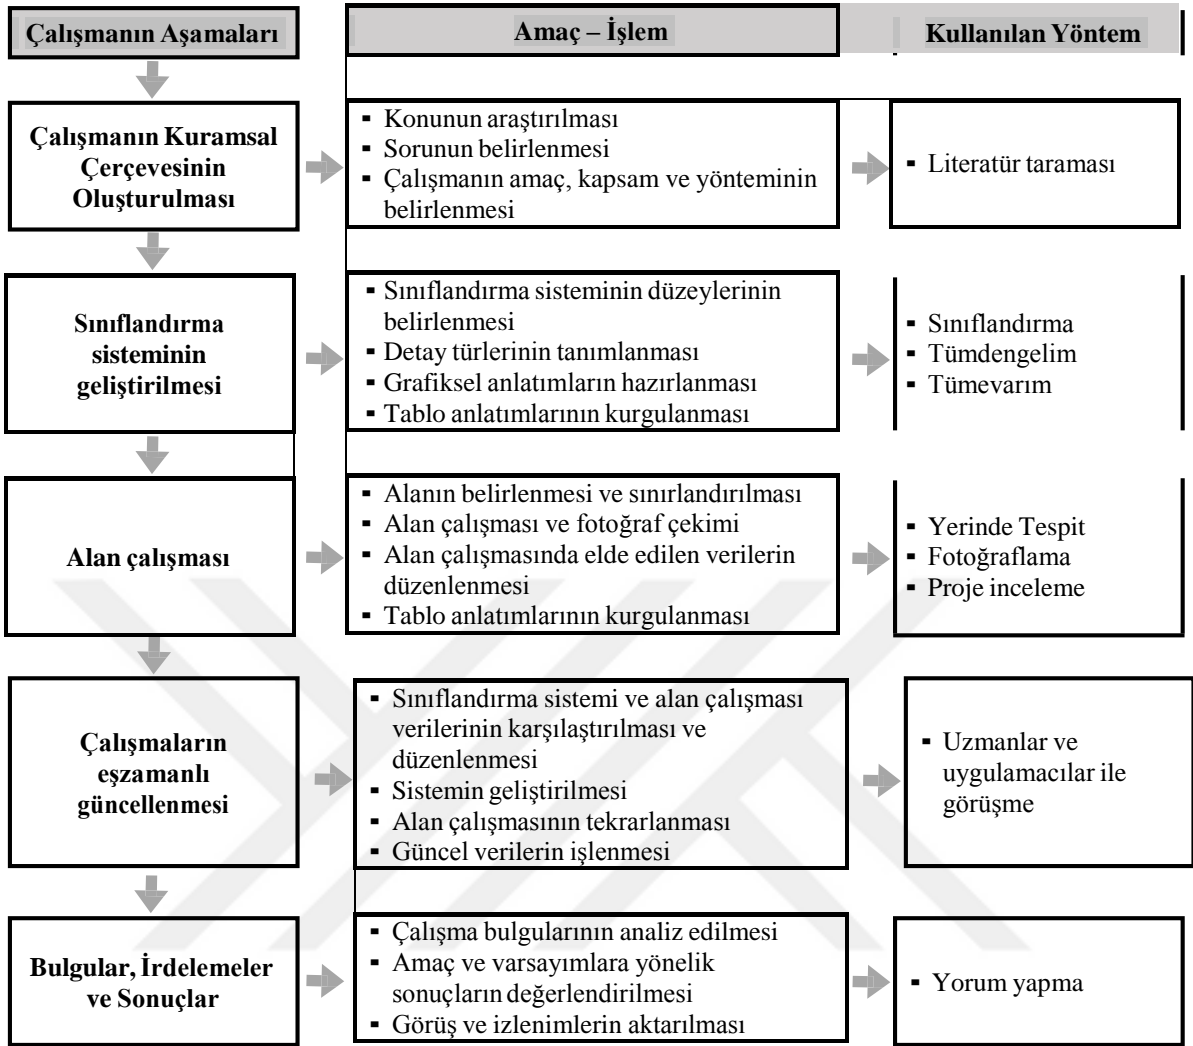 Çalışmanın Aşamaları
Amaç – İşlem
Kullanılan Yöntem
Çalışmanın Kuramsal
Çerçevesinin
Oluşturulması
▪ Konunun araştırılması
▪ Sorunun belirlenmesi
▪ Çalışmanın amaç, kapsam ve yönteminin
belirlenmesi
▪ Literatür taraması
Sınıflandırma
sisteminin
geliştirilmesi
▪ Sınıflandırma sisteminin düzeylerinin
belirlenmesi
▪ Detay türlerinin tanımlanması
▪ Grafiksel anlatımların hazırlanması
▪ Tablo anlatımlarının kurgulanması
▪ Sınıflandırma
▪ Tümdengelim
▪ Tümevarım
Alan çalışması
▪ Alanın belirlenmesi ve sınırlandırılması
▪ Alan çalışması ve fotoğraf çekimi
▪ Alan çalışmasında elde edilen verilerin
düzenlenmesi
▪ Tablo anlatımlarının kurgulanması
▪ Yerinde Tespit
▪ Fotoğraflama
▪ Proje inceleme
Çalışmaların
eşzamanlı
güncellenmesi
▪ Sınıflandırma sistemi ve alan çalışması
verilerinin karşılaştırılması ve
düzenlenmesi
▪ Sistemin geliştirilmesi
▪ Alan çalışmasının tekrarlanması
▪ Güncel verilerin işlenmesi
▪ Uzmanlar ve
uygulamacılar ile
görüşme
Bulgular, İrdelemeler
ve Sonuçlar
▪ Çalışma bulgularının analiz edilmesi
▪ Amaç ve varsayımlara yönelik
sonuçların değerlendirilmesi
▪ Görüş ve izlenimlerin aktarılması
▪ Yorum yapma